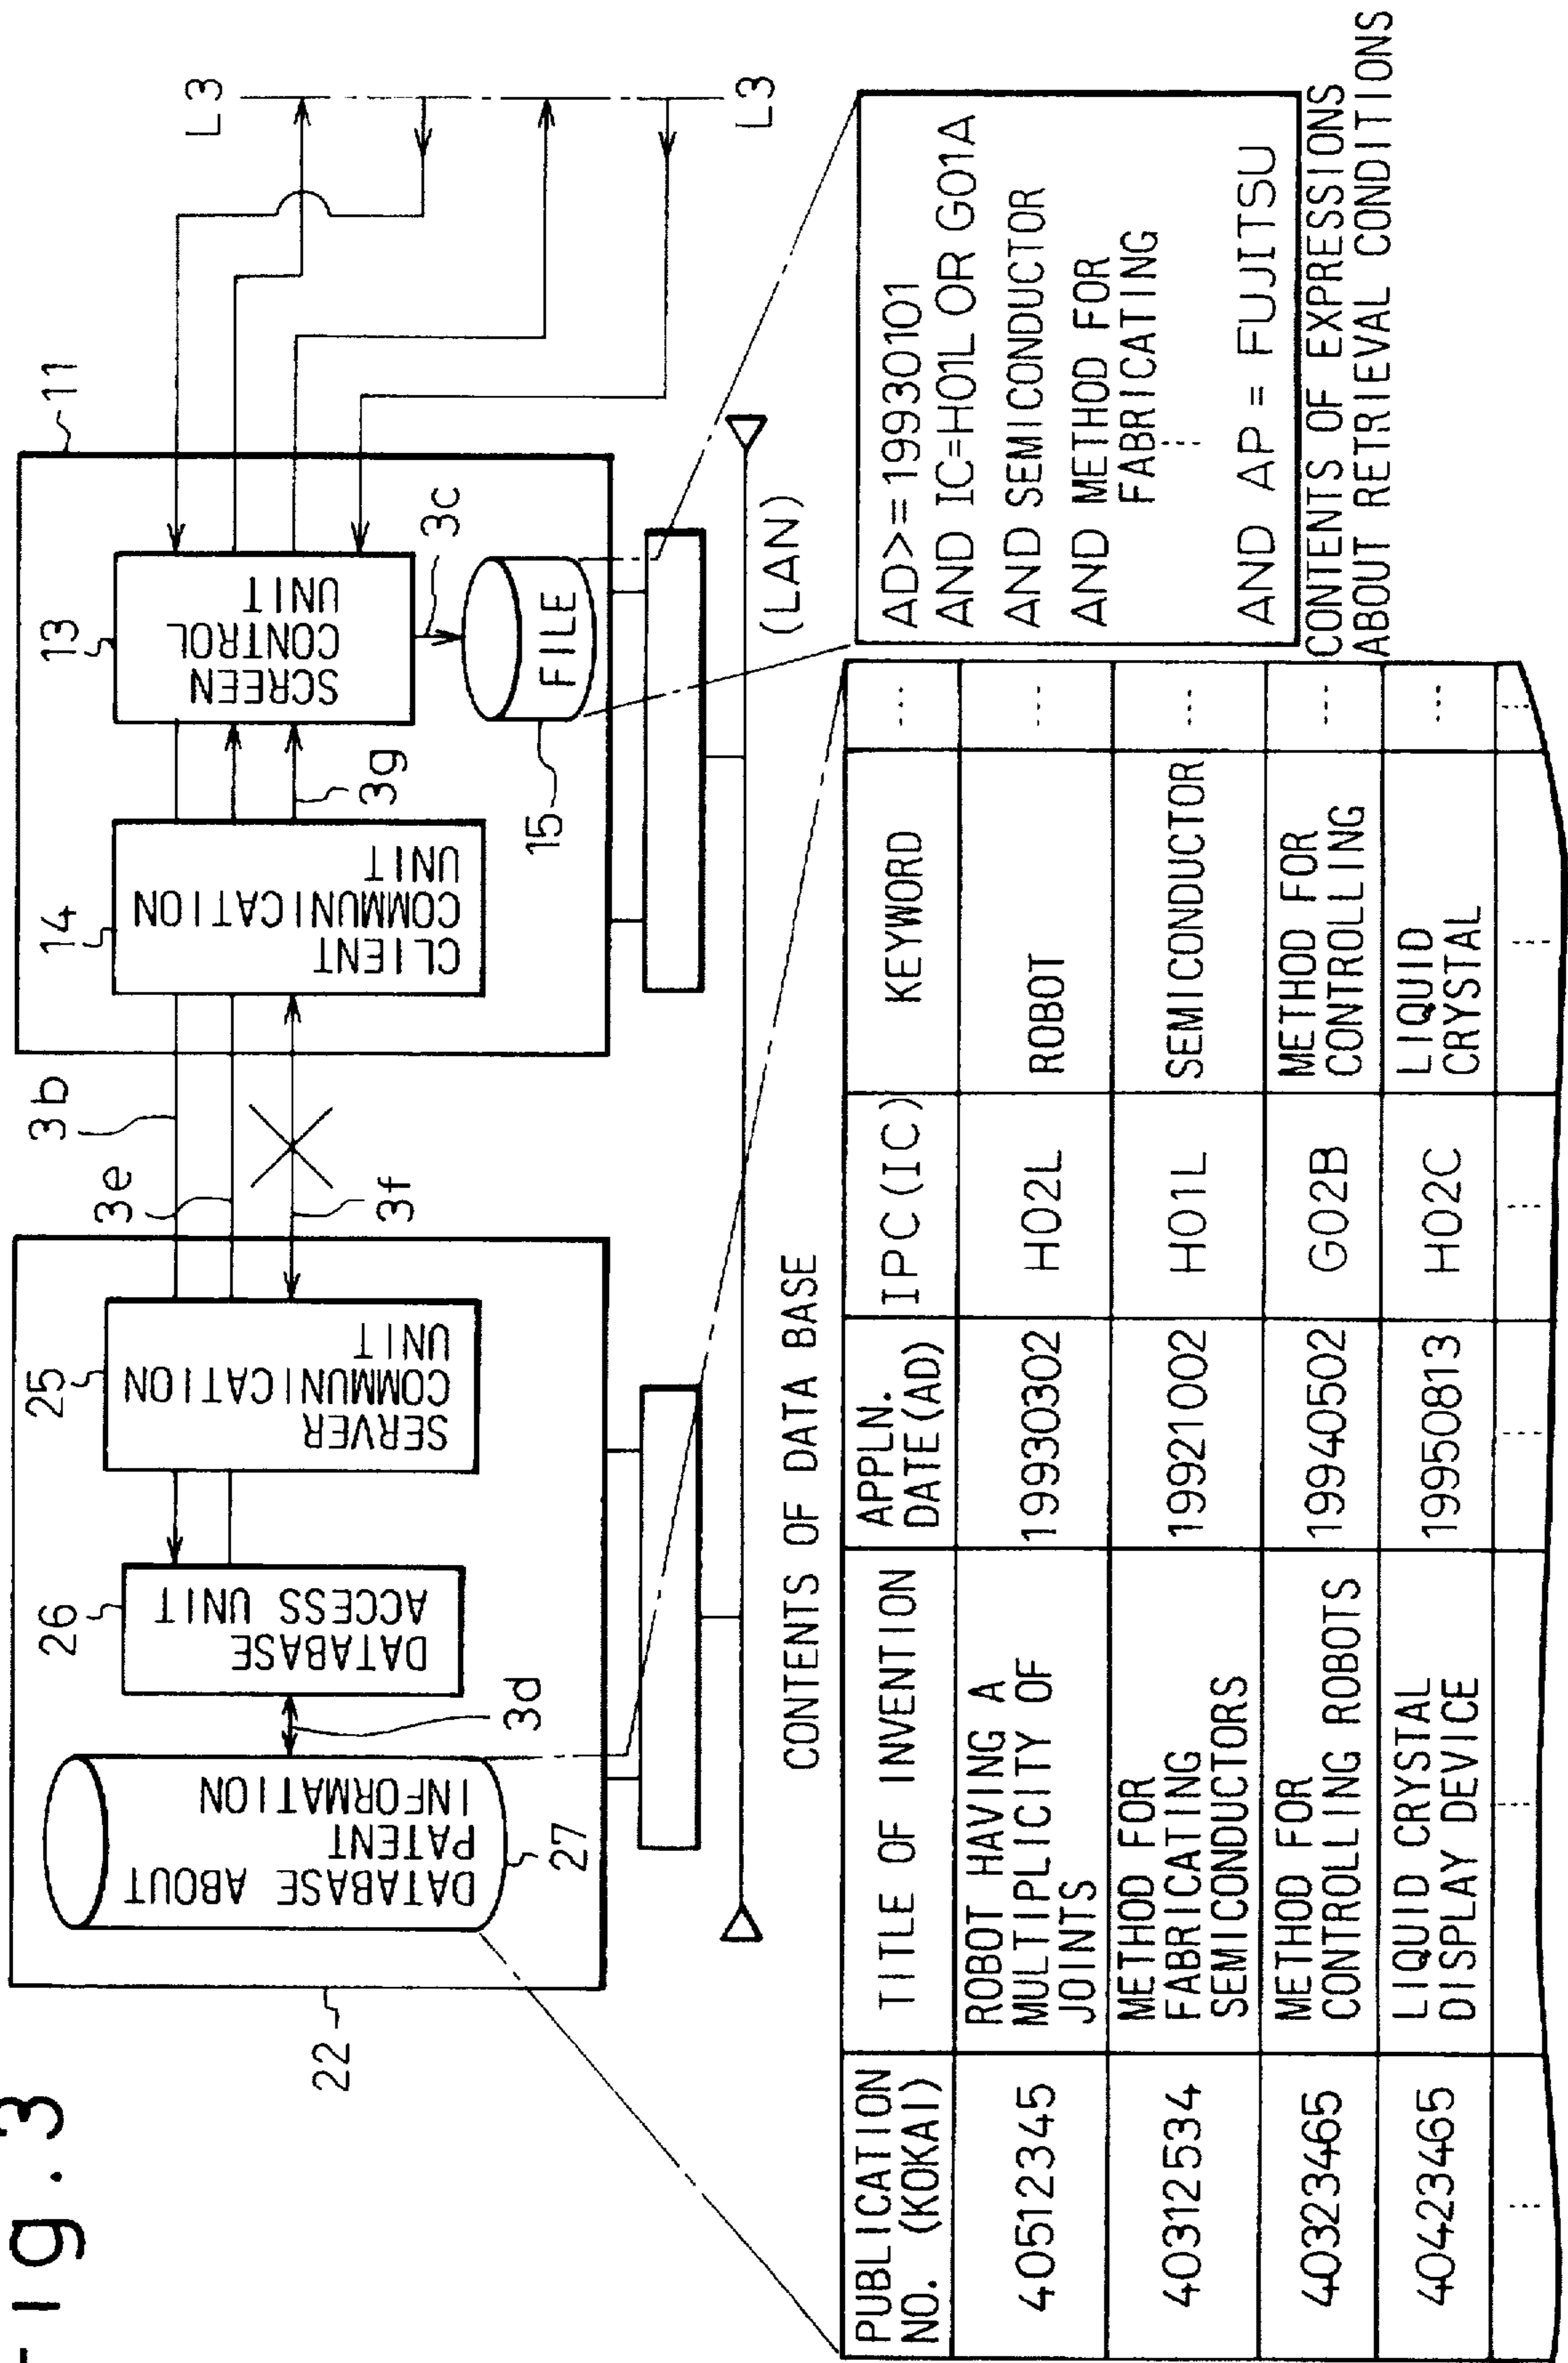 Fig. 3
22
27
DATABASE ABOUT
PATENT
INFORMATION
3d
26
DATABASE
ACCESS UNIT
25
SERVER
COMMUNICATION
UNIT
3b
3e
3f
11
14
CLIENT
COMMUNICATION
UNIT
3g
13
SCREEN
CONTROL
UNIT
3c
15
FILE
L3
L3
(LAN)
CONTENTS OF DATA BASE
PUBLICATION
NO. (KOKAI)
TITLE OF INVENTION
APPLN.
DATE(AD)
IPC(IC)
KEYWORD
...
40512345
ROBOT HAVING A
MULTIPLICITY OF
JOINTS
19930302
H02L
ROBOT
...
40312534
METHOD FOR
FABRICATING
SEMICONDUCTORS
19921002
H01L
SEMICONDUCTOR
...
40323465
METHOD FOR
CONTROLLING ROBOTS
19940502
G02B
METHOD FOR
CONTROLLING
...
40423465
LIQUID CRYSTAL
DISPLAY DEVICE
19950813
H02C
LIQUID
CRYSTAL
...
... ... ... ... ... ...
AD>=19930101
AND IC=H01L OR G01A
AND SEMICONDUCTOR
AND METHOD FOR
FABRICATING
...
AND AP = FUJITSU
CONTENTS OF EXPRESSIONS
ABOUT RETRIEVAL CONDITIONS